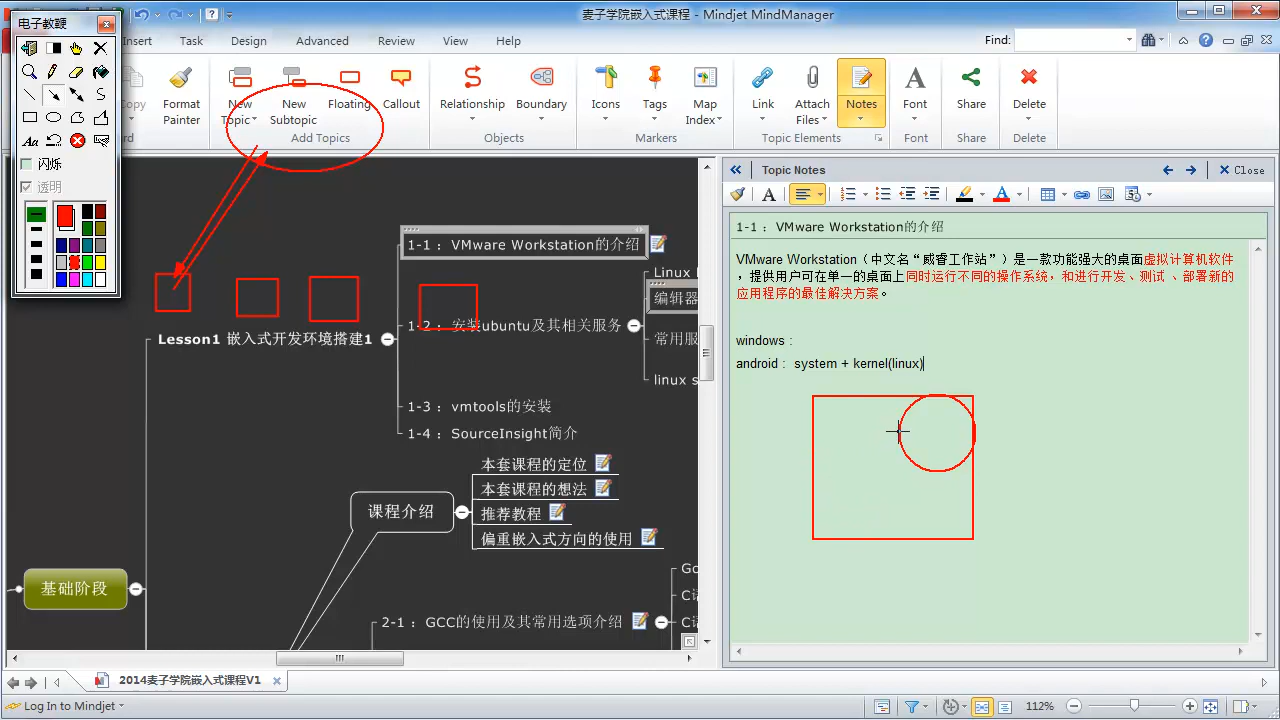 麦子学院嵌入式课程 - Mindjet MindManager
电子教鞭
Insert Task Design Advanced Review View Help Find:
Copy Format Painter
New Topic New Subtopic Floating Callout
Relationship Boundary
Icons Tags Map Index
Link Attach Files Notes
Font Share Delete
Add Topics Objects Markers Topic Elements Font Share Delete
闪烁
透明
Topic Notes Close
1-1：VMware Workstation的介绍
VMware Workstation（中文名“威睿工作站”）是一款功能强大的桌面虚拟计算机软件
，提供用户可在单一的桌面上同时运行不同的操作系统，和进行开发、测试 、部署新的
应用程序的最佳解决方案。
windows：
android： system + kernel(linux)
1-1：VMware Workstation的介绍
编辑器
1-2：安装ubuntu及其相关服务
Lesson1 嵌入式开发环境搭建1
linux s
1-3：vmtools的安装
1-4：SourceInsight简介
本套课程的定位
本套课程的想法
课程介绍
推荐教程
偏重嵌入式方向的使用
基础阶段
2-1：GCC的使用及其常用选项介绍
2014麦子学院嵌入式课程V1
Log In to Mindjet
112%